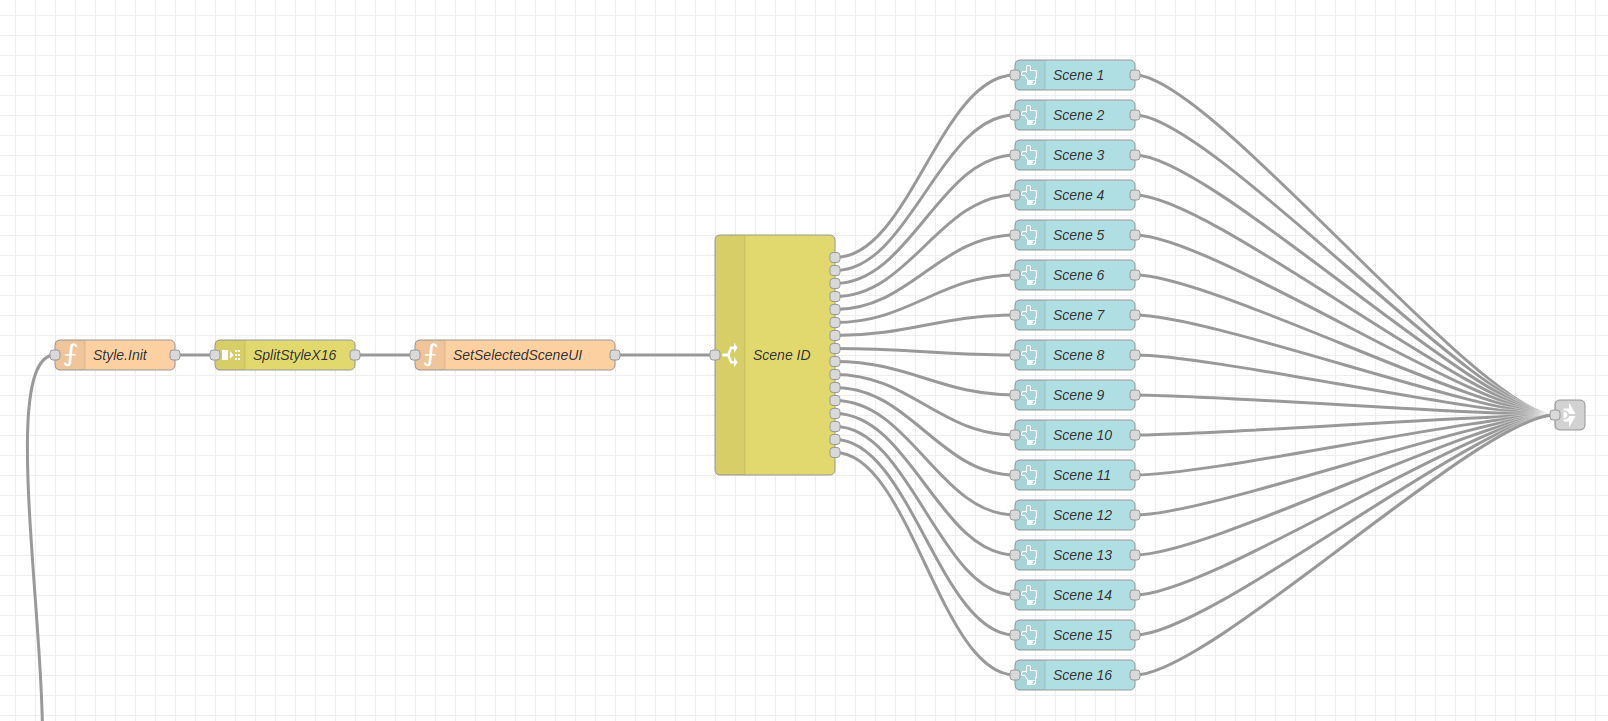 Style.Init
SplitStyleX16
SetSelectedSceneUI
Scene ID
Scene 1
Scene 2
Scene 3
Scene 4
Scene 5
Scene 6
Scene 7
Scene 8
Scene 9
Scene 10
Scene 11
Scene 12
Scene 13
Scene 14
Scene 15
Scene 16